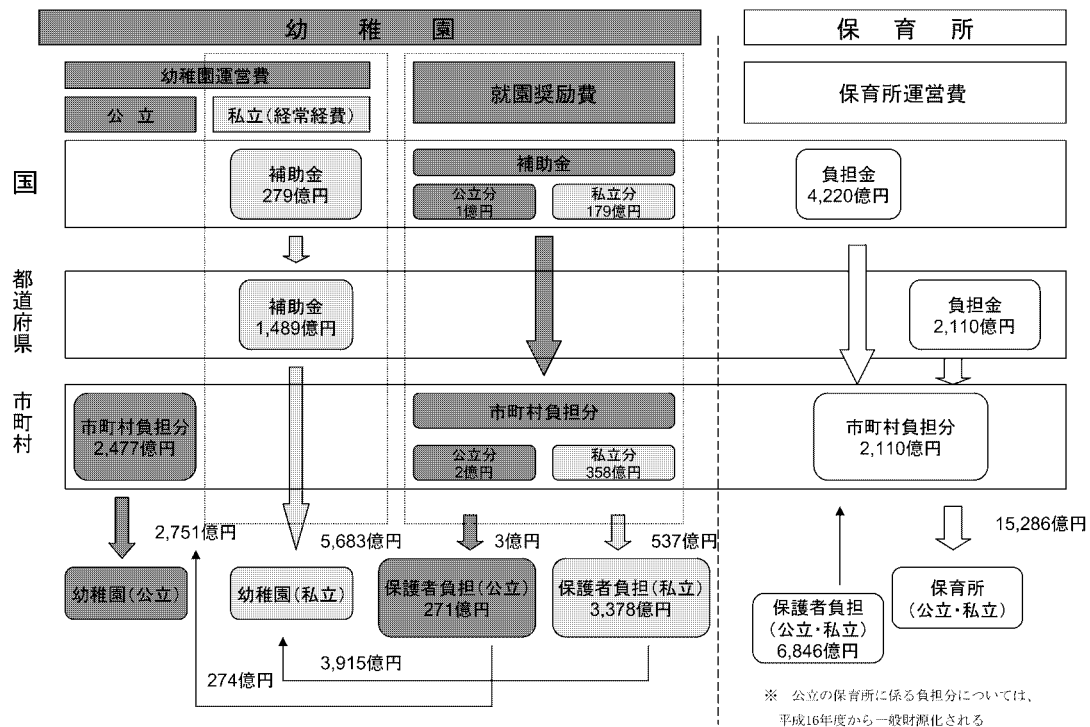 幼稚園
保育所
幼稚園運営費
就園奨励費
保育所運営費
公立
私立(経常経費)
国
補助金
279億円
補助金
公立分
1億円
私立分
179億円
負担金
4,220億円
都道府県
補助金
1,489億円
負担金
2,110億円
市町村
市町村負担分
2,477億円
市町村負担分
公立分
2億円
私立分
358億円
市町村負担分
2,110億円
2,751億円
5,683億円
3億円
537億円
15,286億円
幼稚園(公立)
幼稚園(私立)
保護者負担(公立)
271億円
保護者負担(私立)
3,378億円
保護者負担
(公立・私立)
6,846億円
保育所
(公立・私立)
274億円
3,915億円
※ 公立の保育所に係る負担分については、
平成16年度から一般財源化される